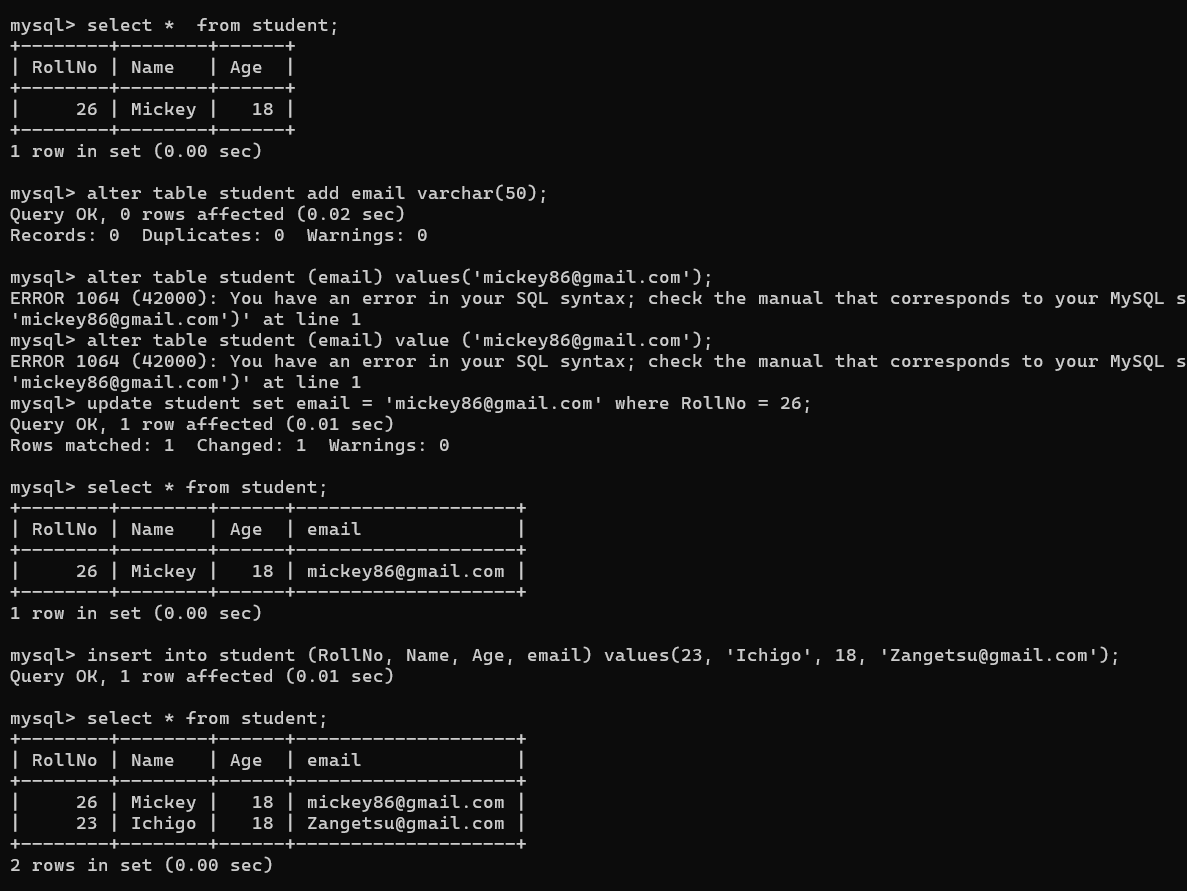 mysql> select *  from student;
+--------+--------+------+
| RollNo | Name   | Age  |
+--------+--------+------+
|     26 | Mickey |   18 |
+--------+--------+------+
1 row in set (0.00 sec)

mysql> alter table student add email varchar(50);
Query OK, 0 rows affected (0.02 sec)
Records: 0  Duplicates: 0  Warnings: 0

mysql> alter table student (email) values('mickey86@gmail.com');
ERROR 1064 (42000): You have an error in your SQL syntax; check the manual that corresponds to your MySQL s
'mickey86@gmail.com')' at line 1
mysql> alter table student (email) value ('mickey86@gmail.com');
ERROR 1064 (42000): You have an error in your SQL syntax; check the manual that corresponds to your MySQL s
'mickey86@gmail.com')' at line 1
mysql> update student set email = 'mickey86@gmail.com' where RollNo = 26;
Query OK, 1 row affected (0.01 sec)
Rows matched: 1  Changed: 1  Warnings: 0

mysql> select * from student;
+--------+--------+------+--------------------+
| RollNo | Name   | Age  | email              |
+--------+--------+------+--------------------+
|     26 | Mickey |   18 | mickey86@gmail.com |
+--------+--------+------+--------------------+
1 row in set (0.00 sec)

mysql> insert into student (RollNo, Name, Age, email) values(23, 'Ichigo', 18, 'Zangetsu@gmail.com');
Query OK, 1 row affected (0.01 sec)

mysql> select * from student;
+--------+--------+------+--------------------+
| RollNo | Name   | Age  | email              |
+--------+--------+------+--------------------+
|     26 | Mickey |   18 | mickey86@gmail.com |
|     23 | Ichigo |   18 | Zangetsu@gmail.com |
+--------+--------+------+--------------------+
2 rows in set (0.00 sec)